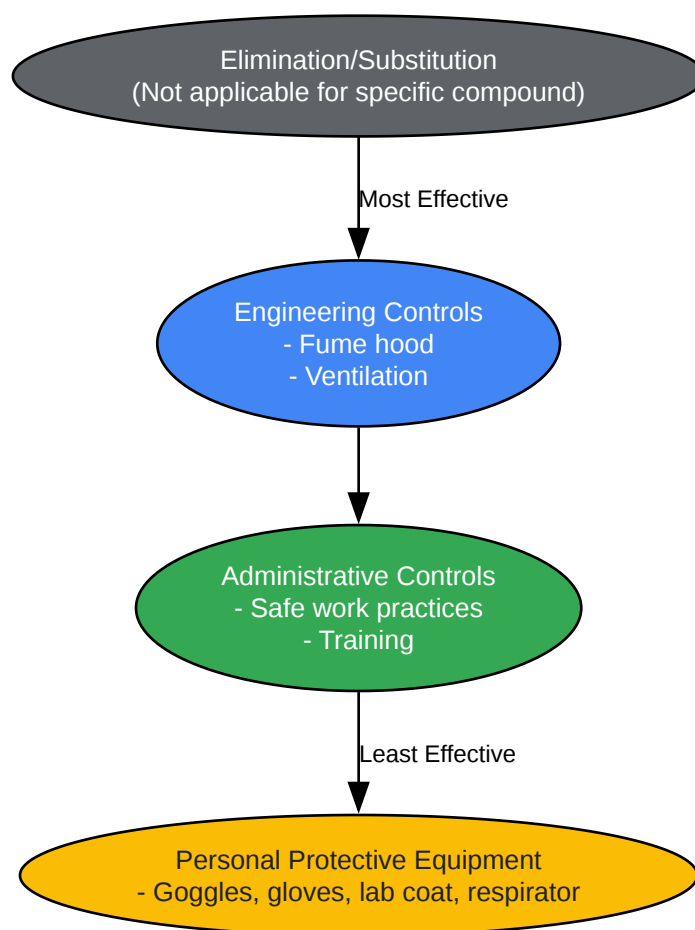 Elimination/Substitution
(Not applicable for specific compound)
Most Effective
Engineering Controls
- Fume hood
- Ventilation
Administrative Controls
- Safe work practices
- Training
Least Effective
Personal Protective Equipment
- Goggles, gloves, lab coat, respirator